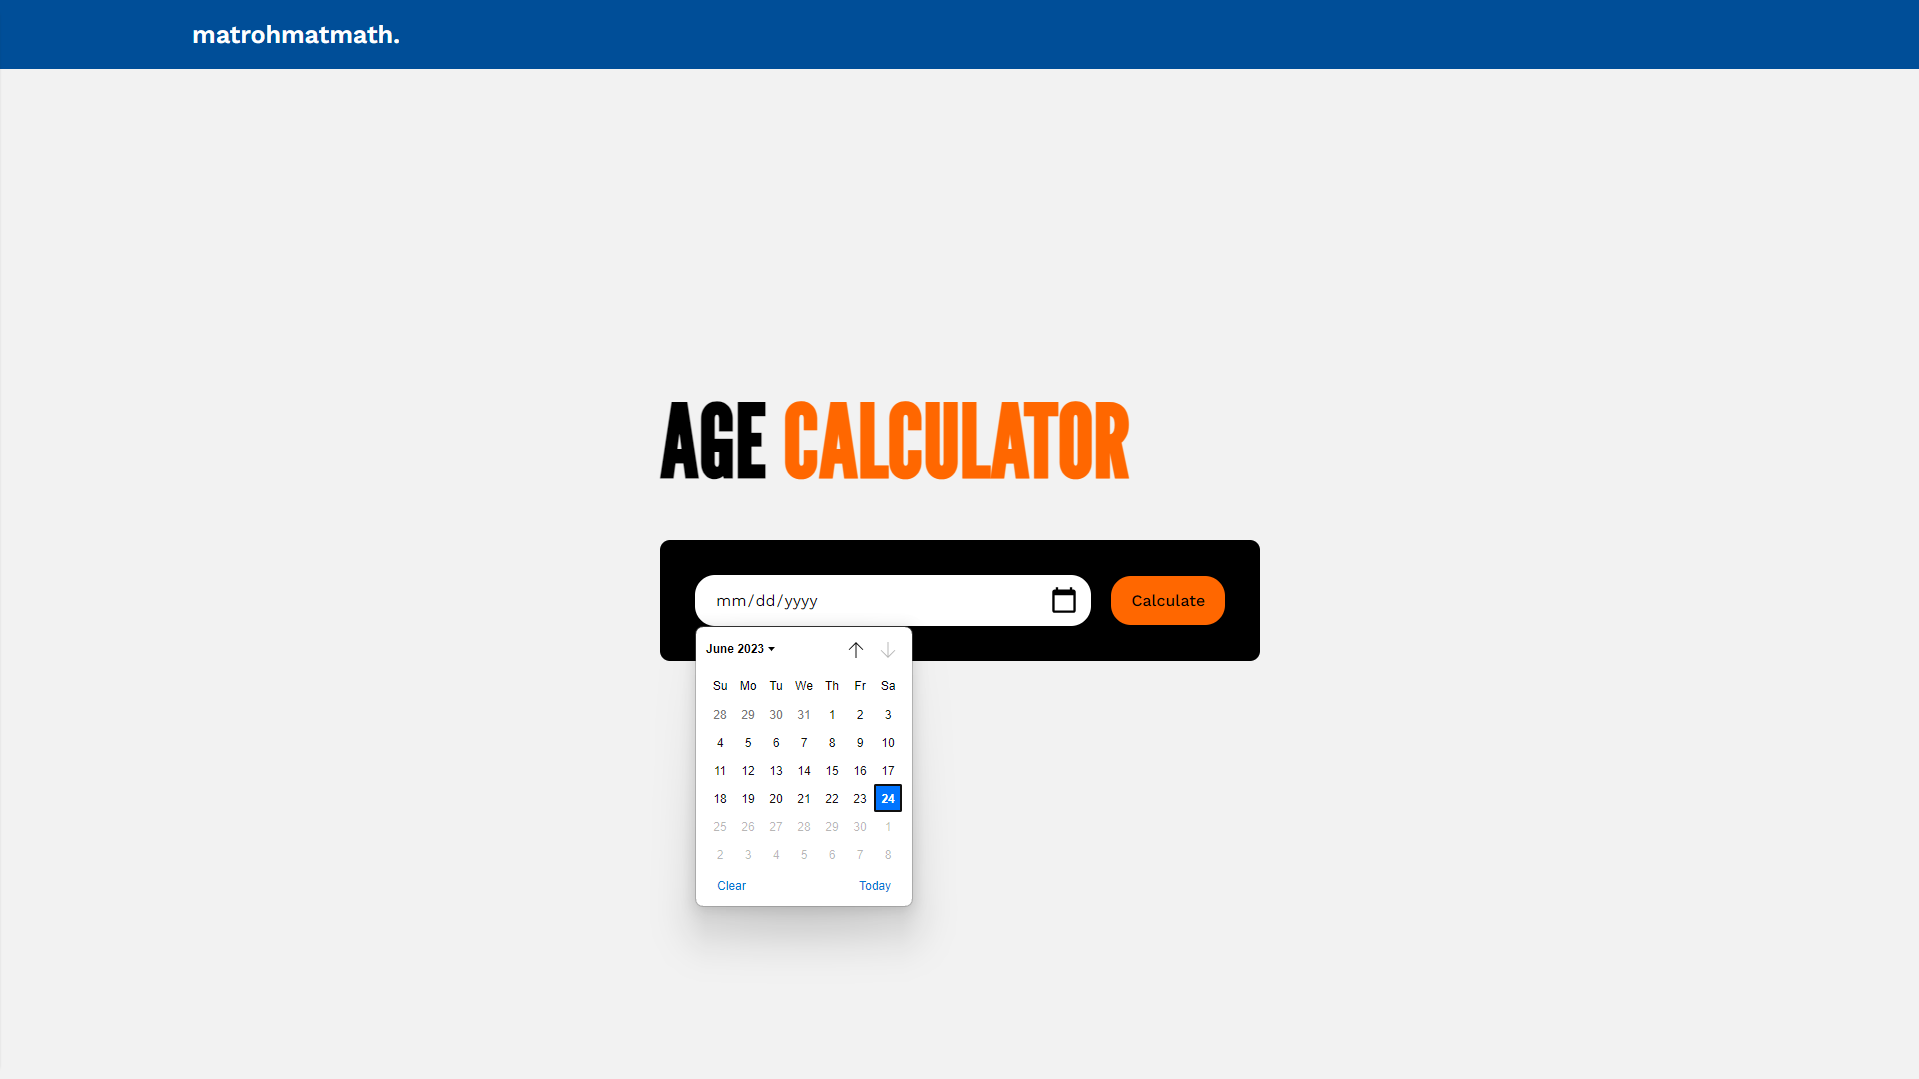 matrohmatmath.
AGE CALCULATOR
mm/dd/yyyy
Calculate
June 2023
Su Mo Tu We Th Fr Sa
28 29 30 31 1 2 3
4 5 6 7 8 9 10
11 12 13 14 15 16 17
18 19 20 21 22 23 24
25 26 27 28 29 30 1
2 3 4 5 6 7 8
Clear Today